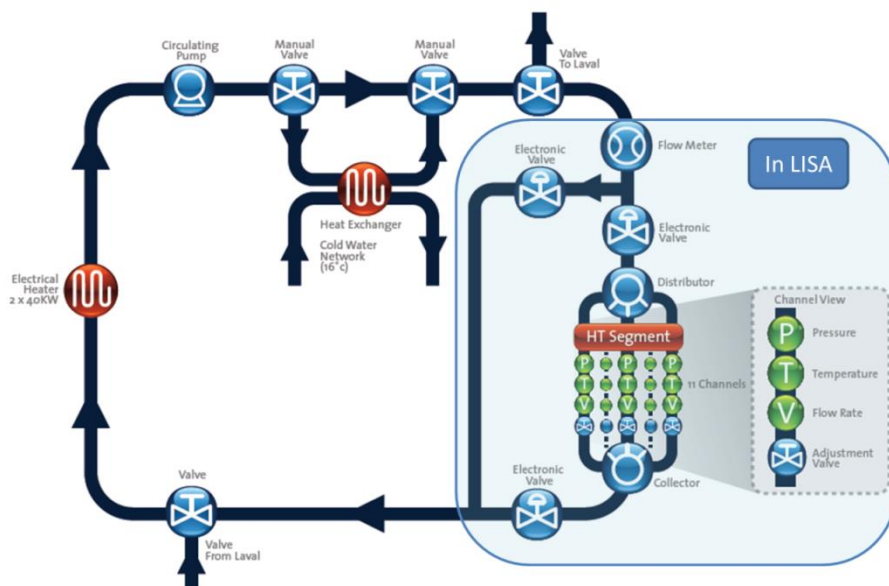 Circulating
Pump
Manual
Valve
Manual
Valve
Valve
To Laval
Flow Meter
In LISA
Electronic
Valve
Heat Exchanger
Cold Water
Network
(16°c)
Electronic
Valve
Electrical
Heater
2 x 40KW
Distributor
Channel View
HT Segment
P
Pressure
P P P
T
Temperature
T T T
11 Channels
V
Flow Rate
V V V
Adjustment
Valve
Valve
Electronic
Valve
Collector
Valve
From Laval